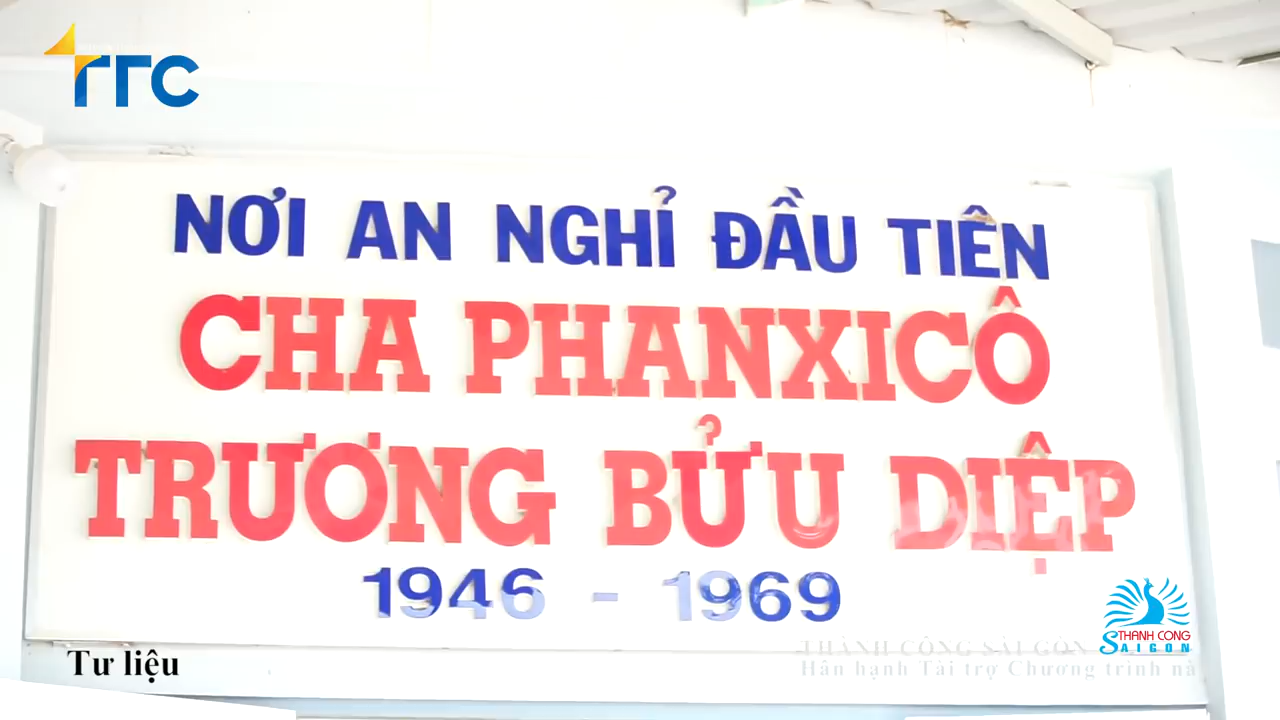 TTC
NƠI AN NGHỈ ĐẦU TIÊN
CHA PHANXICÔ
TRƯƠNG BỬU DIỆP
1946 - 1969
THANH CONG
SAIGON
THÀNH CÔNG SÀI GÒN
Hân hạnh Tài trợ Chương trình nà
Tư liệu